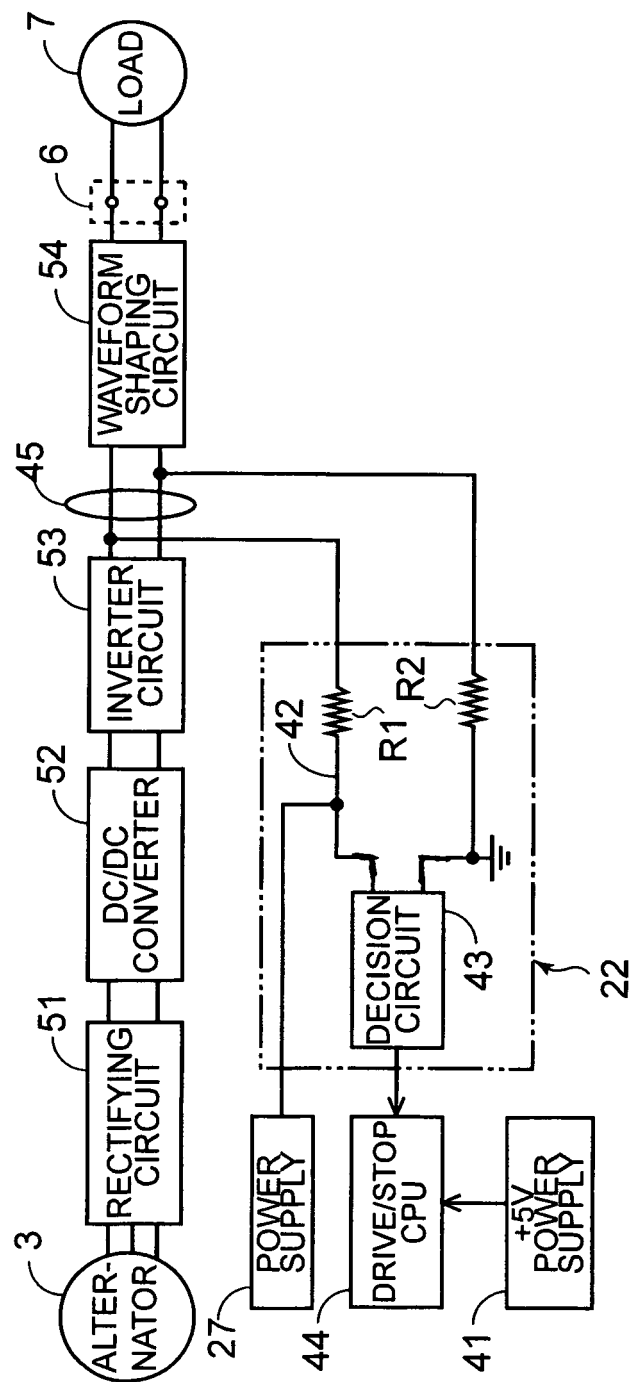 3
ALTER-
NATOR
51
RECTIFYING
CIRCUIT
52
DC/DC
CONVERTER
53
INVERTER
CIRCUIT
45
54
WAVEFORM
SHAPING
CIRCUIT
6
7
LOAD
27
POWER
SUPPLY
42
R1
R2
DECISION
CIRCUIT
43
22
44
DRIVE/STOP
CPU
41
+5V
POWER
SUPPLY